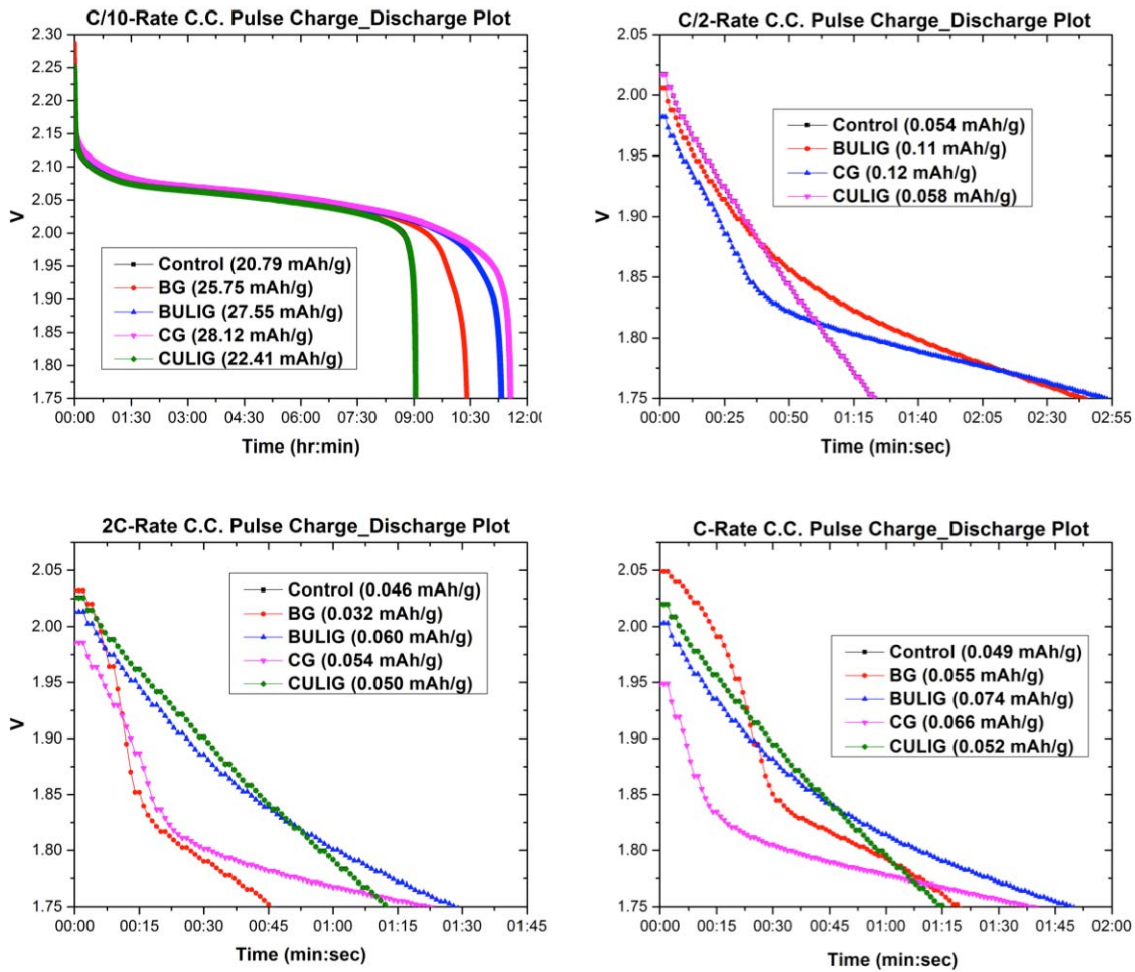 C/10-Rate C.C. Pulse Charge_Discharge Plot
V
2.30
2.25
2.20
2.15
2.10
2.05
2.00
1.95
1.90
1.85
1.80
1.75
Control (20.79 mAh/g)
BG (25.75 mAh/g)
BULIG (27.55 mAh/g)
CG (28.12 mAh/g)
CULIG (22.41 mAh/g)
00:00 01:30 03:00 04:30 06:00 07:30 09:00 10:30 12:00
Time (hr:min)
C/2-Rate C.C. Pulse Charge_Discharge Plot
V
2.05
2.00
1.95
1.90
1.85
1.80
1.75
Control (0.054 mAh/g)
BULIG (0.11 mAh/g)
CG (0.12 mAh/g)
CULIG (0.058 mAh/g)
00:00 00:25 00:50 01:15 01:40 02:05 02:30 02:55
Time (min:sec)
2C-Rate C.C. Pulse Charge_Discharge Plot
V
2.05
2.00
1.95
1.90
1.85
1.80
1.75
Control (0.046 mAh/g)
BG (0.032 mAh/g)
BULIG (0.060 mAh/g)
CG (0.054 mAh/g)
CULIG (0.050 mAh/g)
00:00 00:15 00:30 00:45 01:00 01:15 01:30 01:45
Time (min:sec)
C-Rate C.C. Pulse Charge_Discharge Plot
V
2.05
2.00
1.95
1.90
1.85
1.80
1.75
Control (0.049 mAh/g)
BG (0.055 mAh/g)
BULIG (0.074 mAh/g)
CG (0.066 mAh/g)
CULIG (0.052 mAh/g)
00:00 00:15 00:30 00:45 01:00 01:15 01:30 01:45 02:00
Time (min:sec)